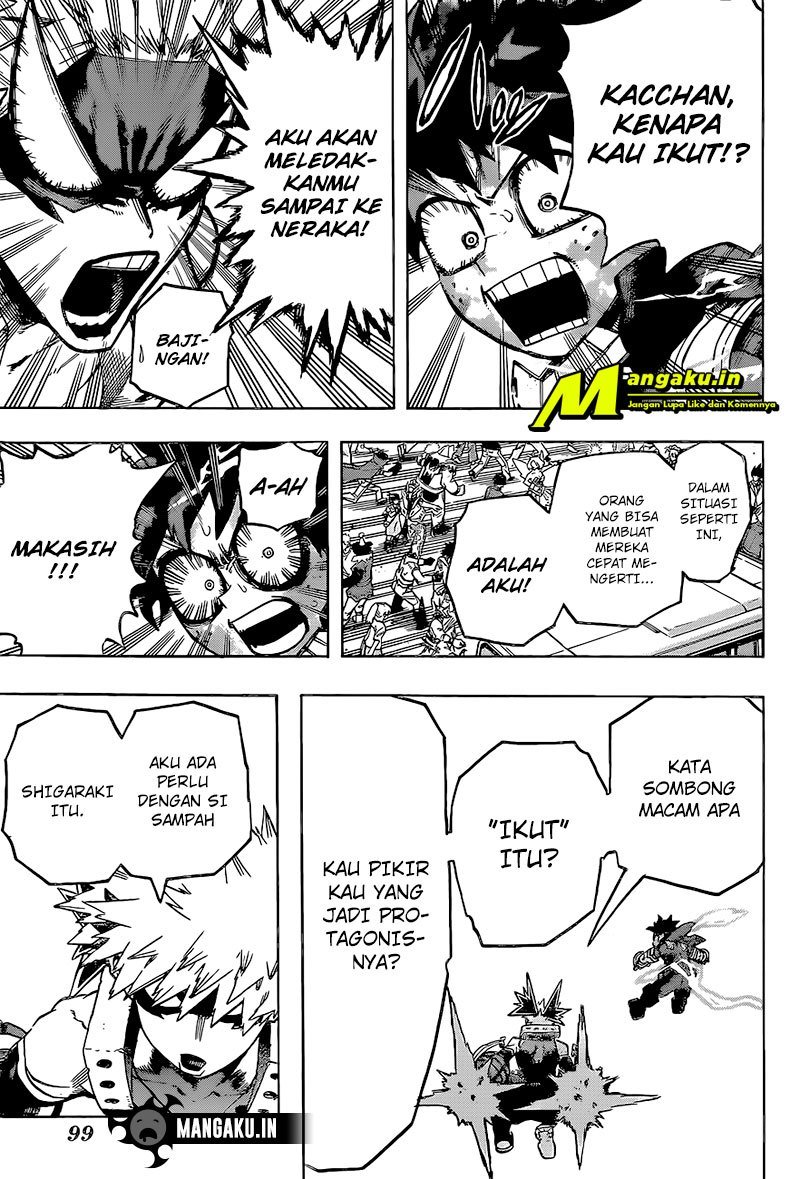 KACCHAN,
KENAPA
KAU IKUT!?
AKU AKAN
MELEDAK-
KANMU
SAMPAI KE
NERAKA!
BAJI-
NGAN!
Mangaku.in
Jangan Lupa Like dan Komennya
DALAM
SITUASI
SEPERTI
INI,
ORANG
YANG BISA
MEMBUAT
MEREKA
CEPAT ME-
NGERTI...
ADALAH
AKU!
A-AH
MAKASIH
!!!
KATA
SOMBONG
MACAM APA
"IKUT"
ITU?
KAU PIKIR
KAU YANG
JADI PRO-
TAGONIS-
NYA?
AKU ADA
PERLU
DENGAN SI
SAMPAH
SHIGARAKI
ITU.
99
MANGAKU.IN